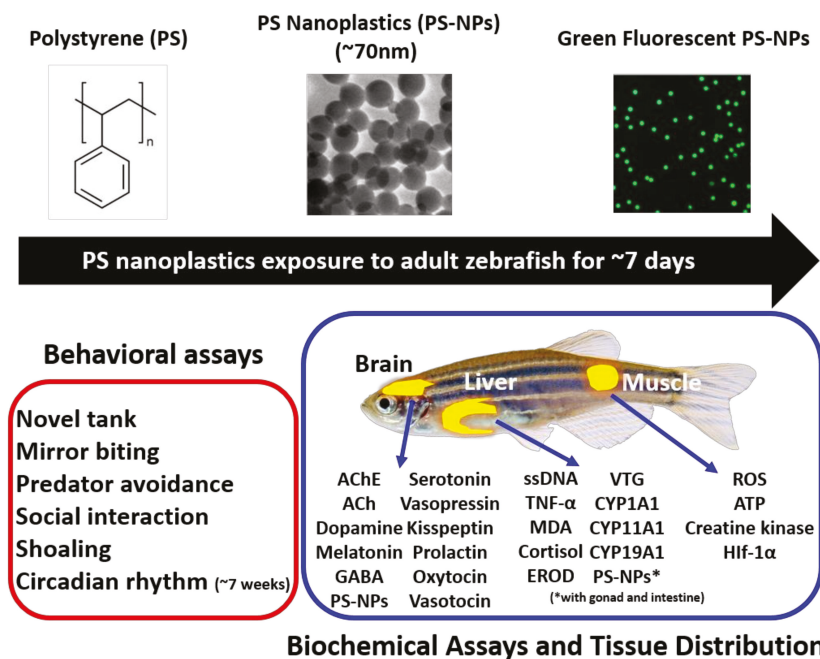 Polystyrene (PS)
PS Nanoplastics (PS-NPs)
(~70nm)
Green Fluorescent PS-NPs
n
PS nanoplastics exposure to adult zebrafish for ~7 days
Behavioral assays
Novel tank
Mirror biting
Predator avoidance
Social interaction
Shoaling
Circadian rhythm (~7 weeks)
Brain
Liver
Muscle
AChE
ACh
Dopamine
Melatonin
GABA
PS-NPs
Serotonin
Vasopressin
Kisspeptin
Prolactin
Oxytocin
Vasotocin
ssDNA
TNF-α
MDA
Cortisol
EROD
VTG
CYP1A1
CYP11A1
CYP19A1
PS-NPs*
(*with gonad and intestine)
ROS
ATP
Creatine kinase
HIf-1α
Biochemical Assays and Tissue Distribution